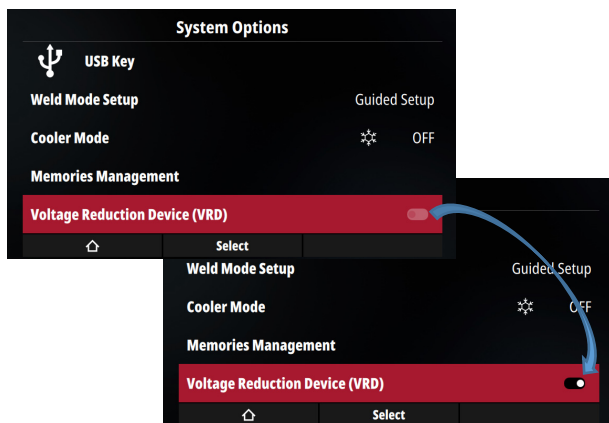 System Options
USB Key
Weld Mode Setup Guided Setup
Cooler Mode OFF
Memories Management
Voltage Reduction Device (VRD)
Select
Weld Mode Setup Guided Setup
Cooler Mode OFF
Memories Managem
Voltage Reduction Device (VRD)
Select